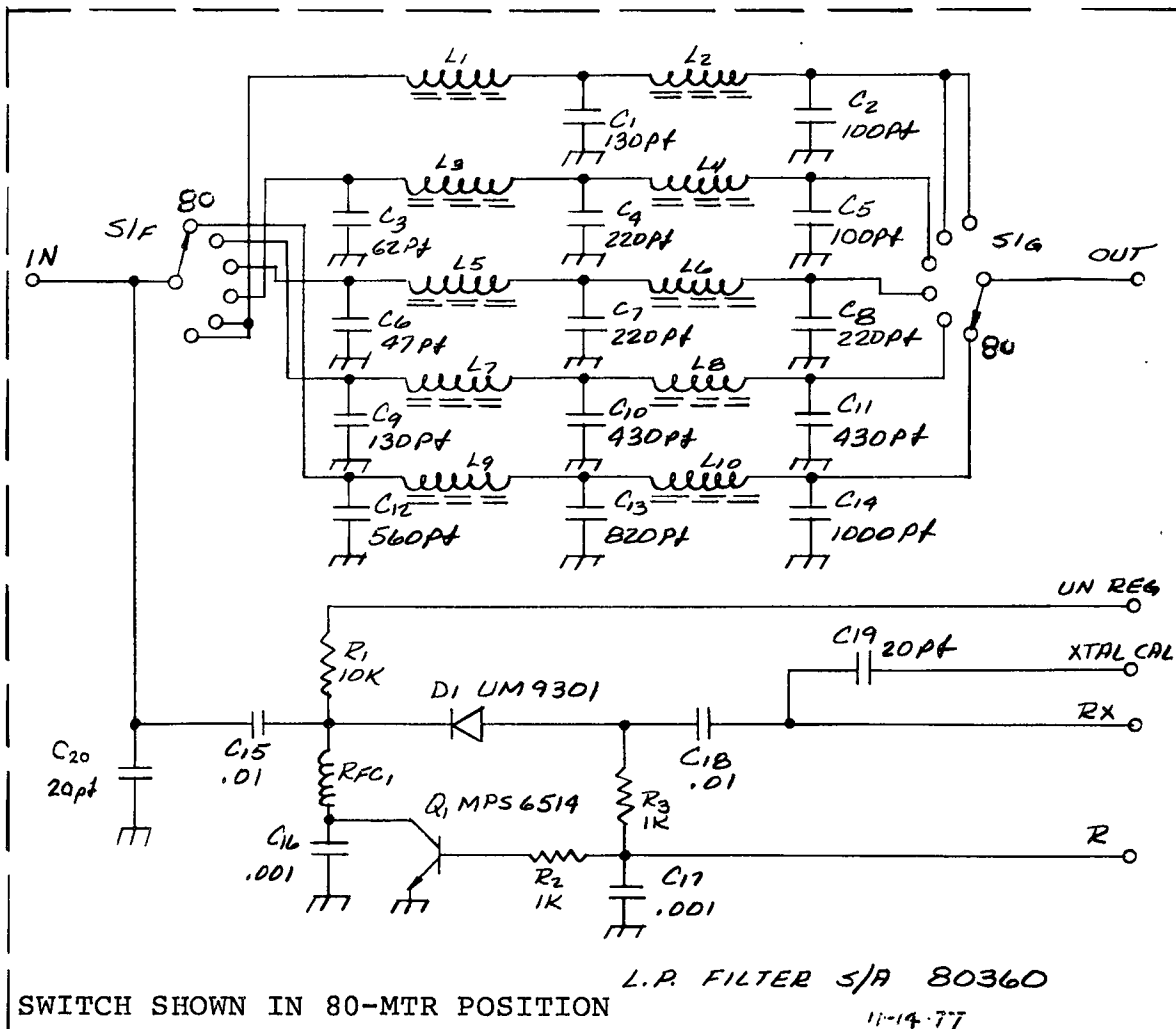 L1
L2
C1
130Pf
C2
100Pf
L3
L4
80
S1F
C3
62Pf
C4
220Pf
C5
100Pf
S1G
IN
OUT
L5
L6
C6
47Pf
C7
220Pf
C8
220Pf
80
L7
L8
C9
130Pf
C10
430Pf
C11
430Pf
L9
L10
C12
560Pf
C13
820Pf
C14
1000Pf
UN REG
R1
10K
C19 20Pf
XTAL CAL
D1 UM9301
RX
C20
20pf
C15
.01
C18
.01
RFC1
Q1 MPS6514
R3
1K
C16
.001
R
R2
1K
C17
.001
L.P. FILTER S/A 80360
SWITCH SHOWN IN 80-MTR POSITION
11-14-77